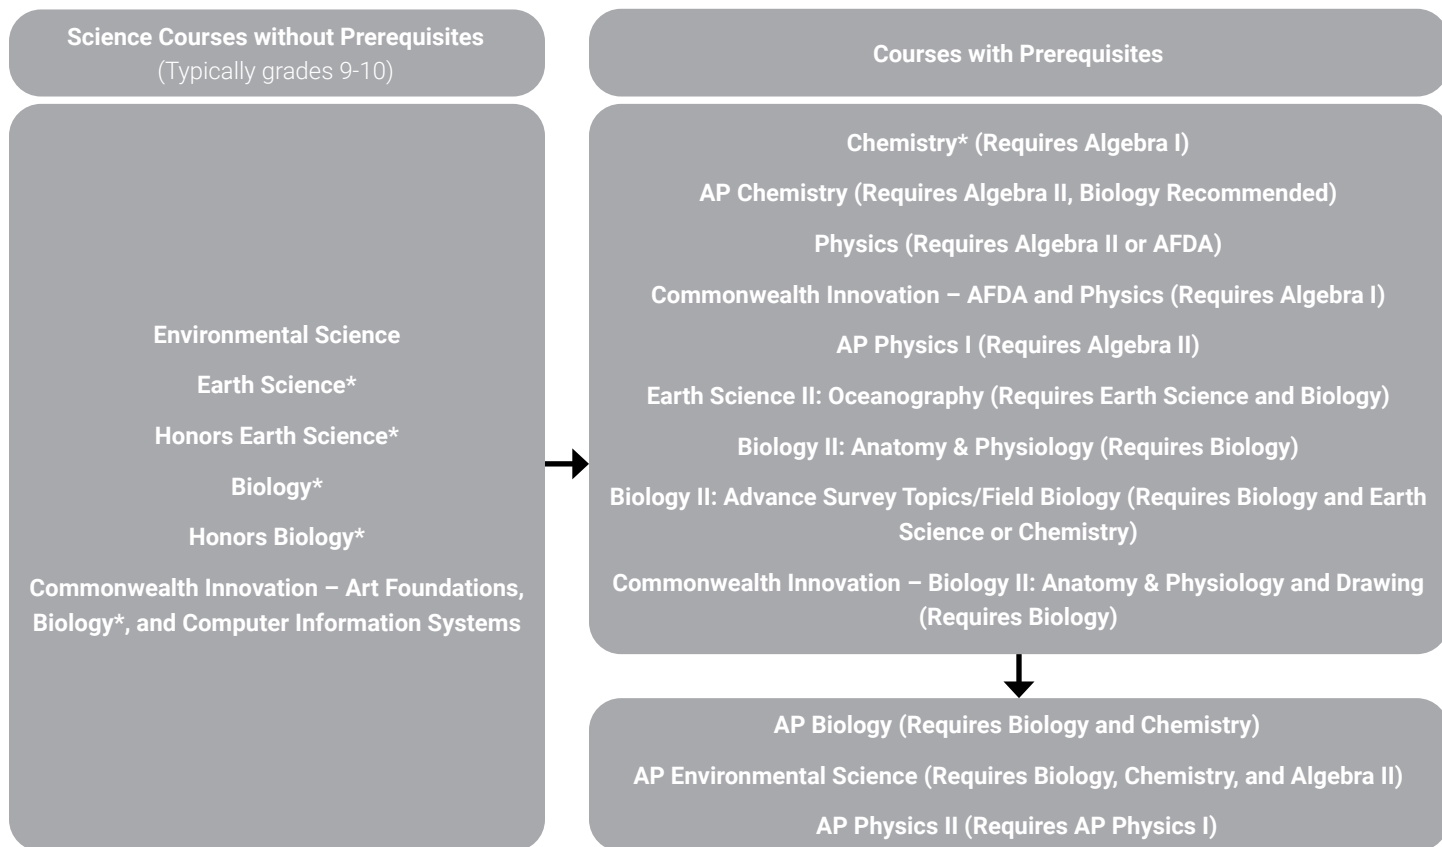 Science Courses without Prerequisites
(Typically grades 9-10)
Environmental Science
Earth Science*
Honors Earth Science*
Biology*
Honors Biology*
Commonwealth Innovation – Art Foundations,
Biology*, and Computer Information Systems
Courses with Prerequisites
Chemistry* (Requires Algebra I)
AP Chemistry (Requires Algebra II, Biology Recommended)
Physics (Requires Algebra II or AFDA)
Commonwealth Innovation – AFDA and Physics (Requires Algebra I)
AP Physics I (Requires Algebra II)
Earth Science II: Oceanography (Requires Earth Science and Biology)
Biology II: Anatomy & Physiology (Requires Biology)
Biology II: Advance Survey Topics/Field Biology (Requires Biology and Earth
Science or Chemistry)
Commonwealth Innovation – Biology II: Anatomy & Physiology and Drawing
(Requires Biology)
AP Biology (Requires Biology and Chemistry)
AP Environmental Science (Requires Biology, Chemistry, and Algebra II)
AP Physics II (Requires AP Physics I)